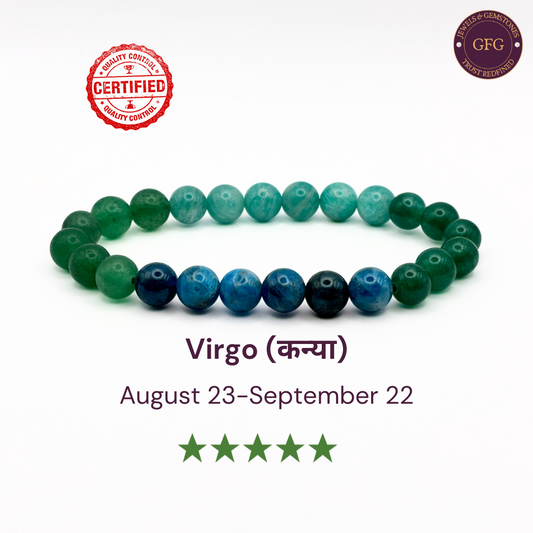 QUALITY CONTROL
CERTIFIED
QUALITY CONTROL
JEWELS & GEMSTONES
GFG
TRUST REDEFINED
Virgo (कन्या)
August 23-September 22